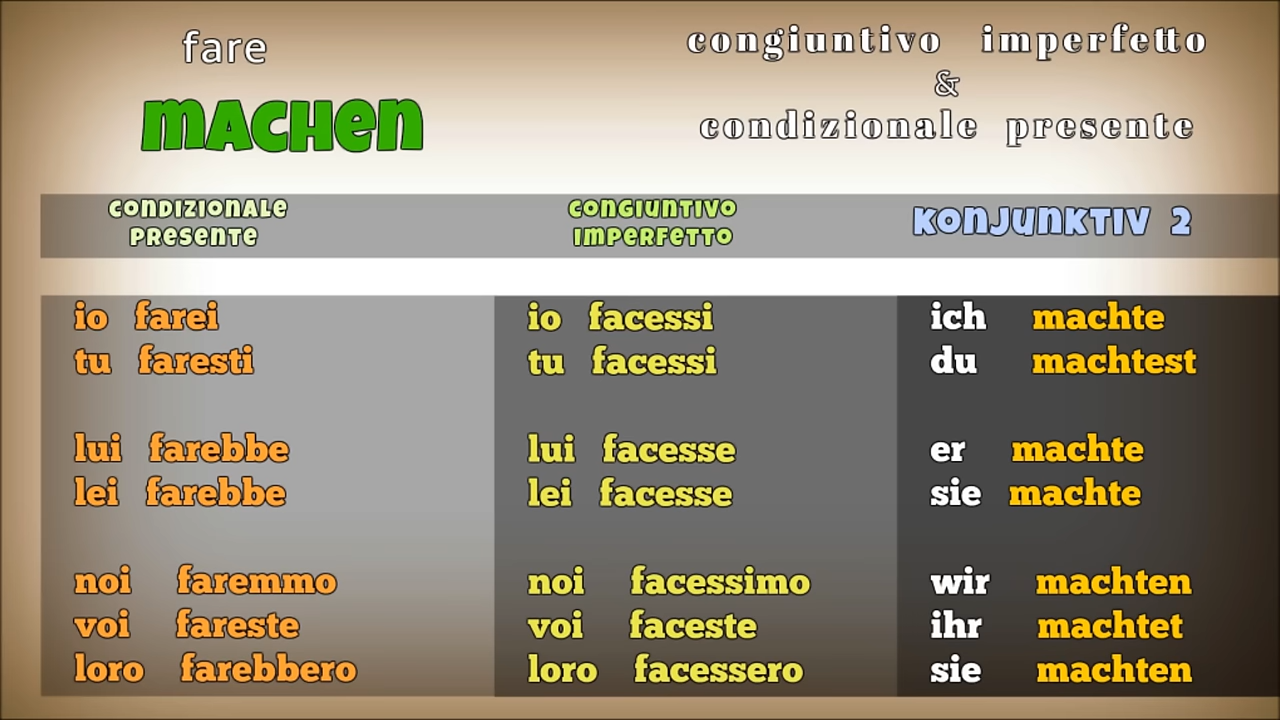 fare
machen
congiuntivo imperfetto
&
condizionale presente
condizionale
presente
congiuntivo
imperfetto
Konjunktiv 2
io farei
tu faresti
lui farebbe
lei farebbe
noi faremmo
voi fareste
loro farebbero
io facessi
tu facessi
lui facesse
lei facesse
noi facessimo
voi faceste
loro facessero
ich machte
du machtest
er machte
sie machte
wir machten
ihr machtet
sie machten